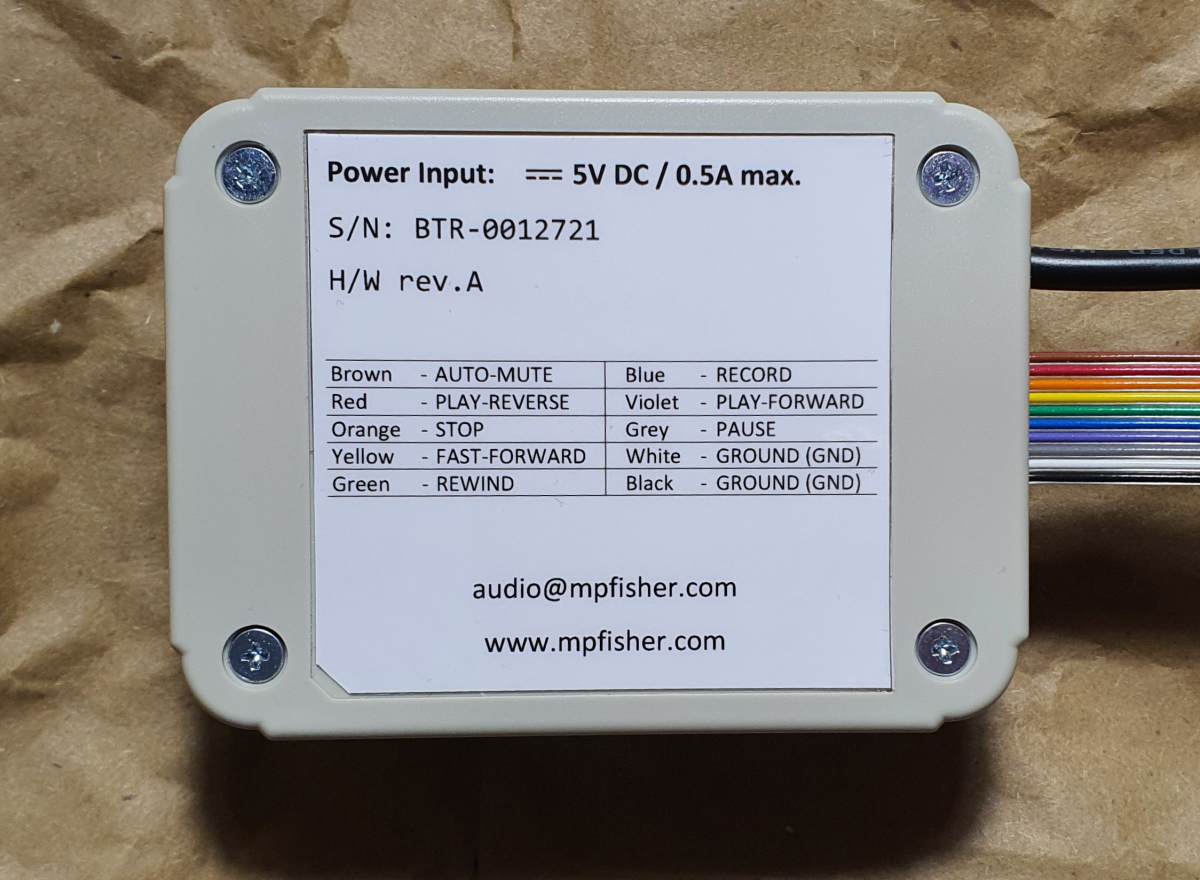 Power Input: ⎓ 5V DC / 0.5A max.
S/N: BTR-0012721
H/W rev.A
Brown - AUTO-MUTE Blue - RECORD
Red - PLAY-REVERSE Violet - PLAY-FORWARD
Orange - STOP Grey - PAUSE
Yellow - FAST-FORWARD White - GROUND (GND)
Green - REWIND Black - GROUND (GND)
audio@mpfisher.com
www.mpfisher.com